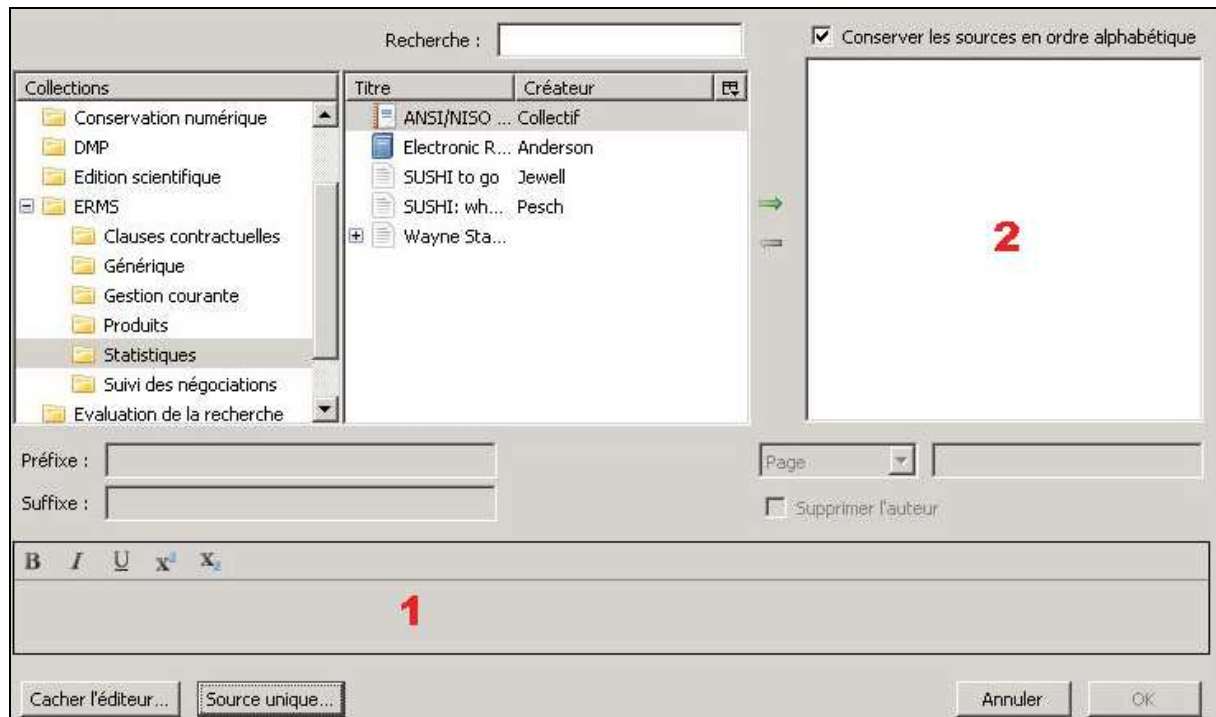 Recherche :
Conserver les sources en ordre alphabétique
Collections
Conservation numérique
DMP
Edition scientifique
ERMS
Clauses contractuelles
Générique
Gestion courante
Produits
Statistiques
Suivi des négociations
Evaluation de la recherche
Titre Créateur
ANSI/NISO ... Collectif
Electronic R... Anderson
SUSHI to go Jewell
SUSHI: wh... Pesch
Wayne Sta...
2
Préfixe :
Suffixe :
Page
Supprimer l'auteur
B I U x² X₂
1
Cacher l'éditeur... Source unique... Annuler OK